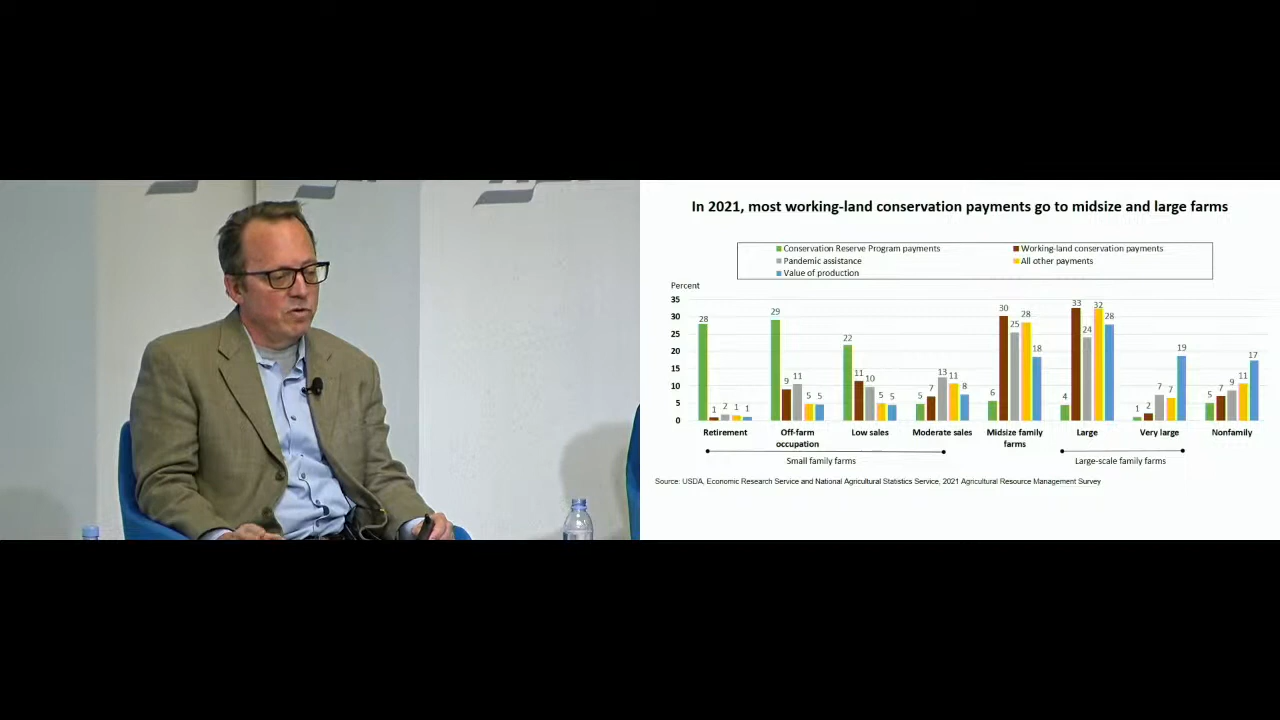 In 2021, most working-land conservation payments go to midsize and large farms
Conservation Reserve Program payments Working-land conservation payments
Pandemic assistance All other payments
Value of production
Percent
35
30
25
20
15
10
5
0
28 1 2 1 1
29 9 11 5 5
22 11 10 5 5
5 7 13 11 8
6 30 25 28 18
4 33 24 32 28
1 2 7 7 19
5 7 9 11 17
Retirement Off-farm occupation Low sales Moderate sales Midsize family farms Large Very large Nonfamily
Small family farms Large-scale family farms
Source: USDA, Economic Research Service and National Agricultural Statistics Service, 2021 Agricultural Resource Management Survey